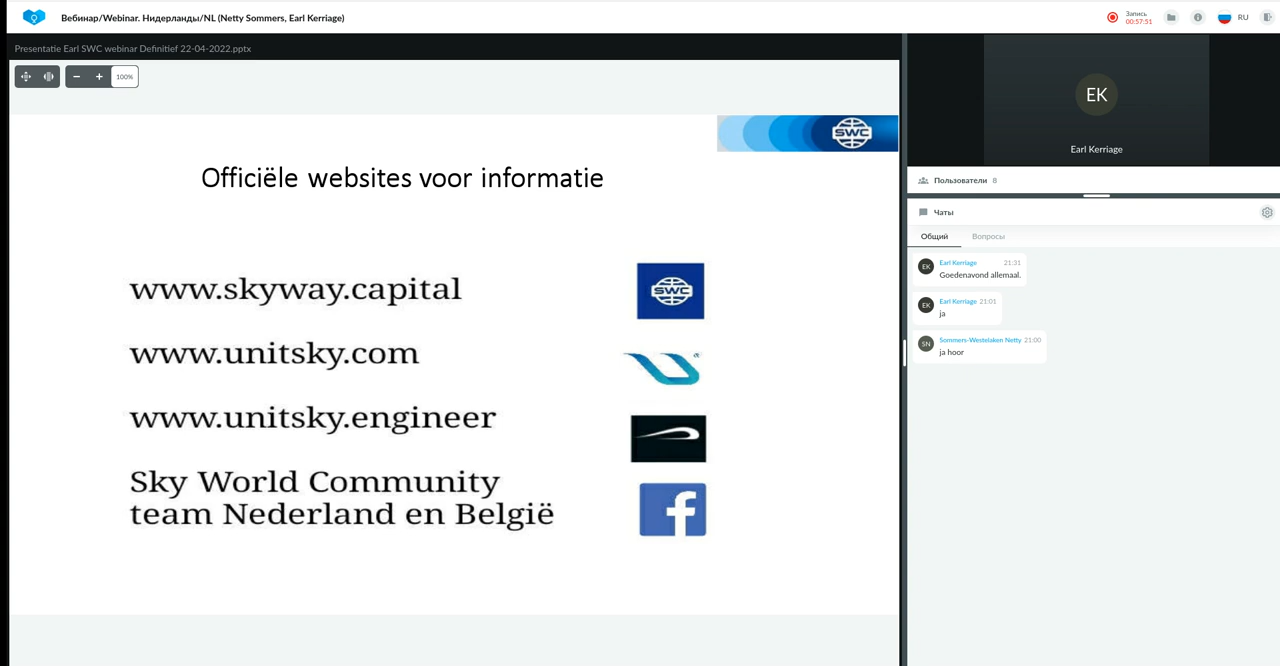 Вебинар/Webinar. Нидерланды/NL (Netty Sommers, Earl Kerriage)
Запись
00:57:51
RU
Presentatie Earl SWC webinar Definitief 22-04-2022.pptx
100%
SWC
Officiële websites voor informatie
www.skyway.capital
SWC
www.unitsky.com
www.unitsky.engineer
Sky World Community
team Nederland en België
EK
Earl Kerriage
Пользователи 8
Чаты
Общий Вопросы
EK Earl Kerriage 21:31
Goedenavond allemaal.
EK Earl Kerriage 21:01
ja
SN Sommers-Westelaken Netty 21:00
ja hoor